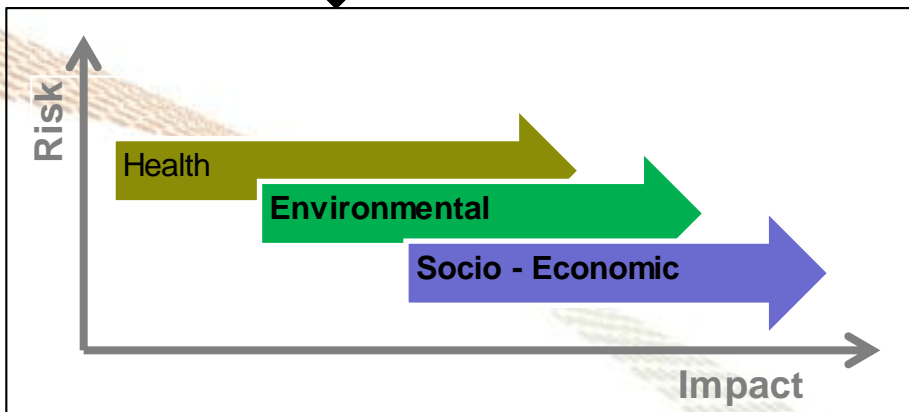 Risk
Health
Environmental
Socio - Economic
Impact